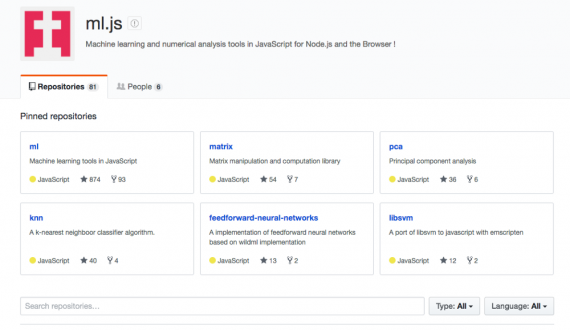 ml.js
Machine learning and numerical analysis tools in JavaScript for Node.js and the Browser !
Repositories 81 People 6
Pinned repositories
ml
Machine learning tools in JavaScript
JavaScript 874 93
matrix
Matrix manipulation and computation library
JavaScript 54 7
pca
Principal component analysis
JavaScript 36 6
knn
A k-nearest neighboor classifier algorithm.
JavaScript 40 4
feedforward-neural-networks
A implementation of feedforward neural networks
based on wildml implementation
JavaScript 13 2
libsvm
A port of libsvm to javascript with emscripten
JavaScript 12 2
Search repositories... Type: All Language: All